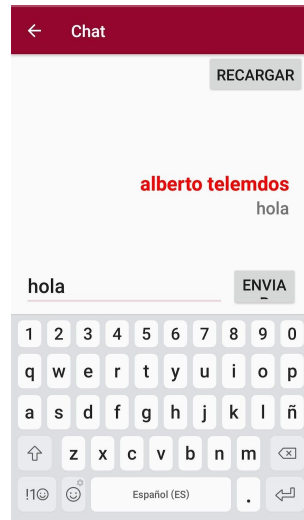 Chat
RECARGAR
alberto telemdos
hola
hola
ENVIA
1 2 3 4 5 6 7 8 9 0
q w e r t y u i o p
a s d f g h j k l ñ
z x c v b n m
!1☺ Español (ES) .